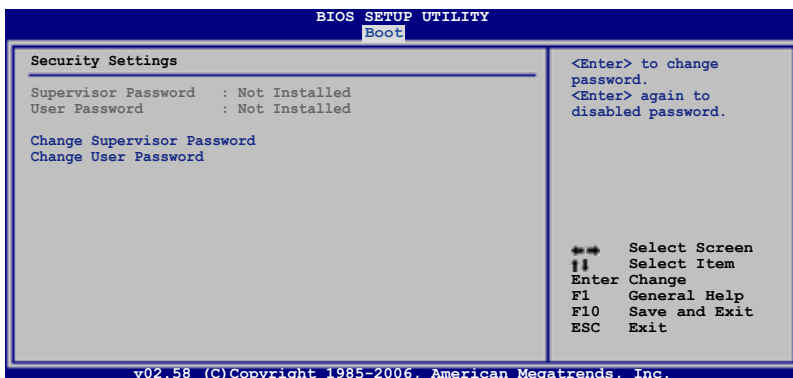 BIOS SETUP UTILITY
Boot
Security Settings
Supervisor Password : Not Installed
User Password : Not Installed
Change Supervisor Password
Change User Password
<Enter> to change
password.
<Enter> again to
disabled password.
←→ Select Screen
↑↓ Select Item
Enter Change
F1 General Help
F10 Save and Exit
ESC Exit
v02.58 (C)Copyright 1985-2006, American Megatrends, Inc.